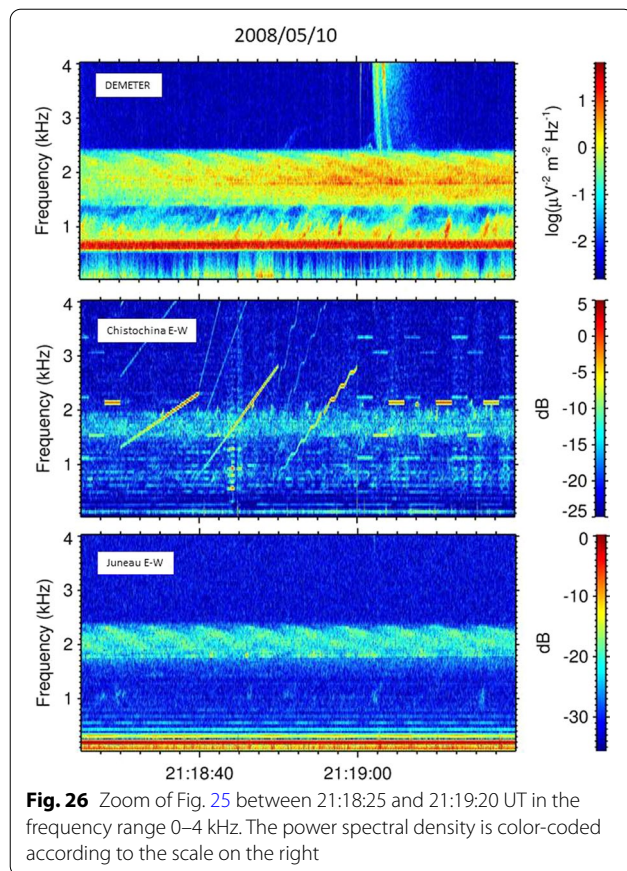 2008/05/10
DEMETER
Frequency (kHz)
4
3
2
1
1
0
-1
-2
log(μV⁻² m⁻² Hz⁻¹)
Chistochina E-W
Frequency (kHz)
4
3
2
1
5
0
-5
-10
-15
-20
-25
dB
Juneau E-W
Frequency (kHz)
4
3
2
1
0
-10
-20
-30
dB
21:18:40 21:19:00
Fig. 26 Zoom of Fig. 25 between 21:18:25 and 21:19:20 UT in the
frequency range 0–4 kHz. The power spectral density is color-coded
according to the scale on the right